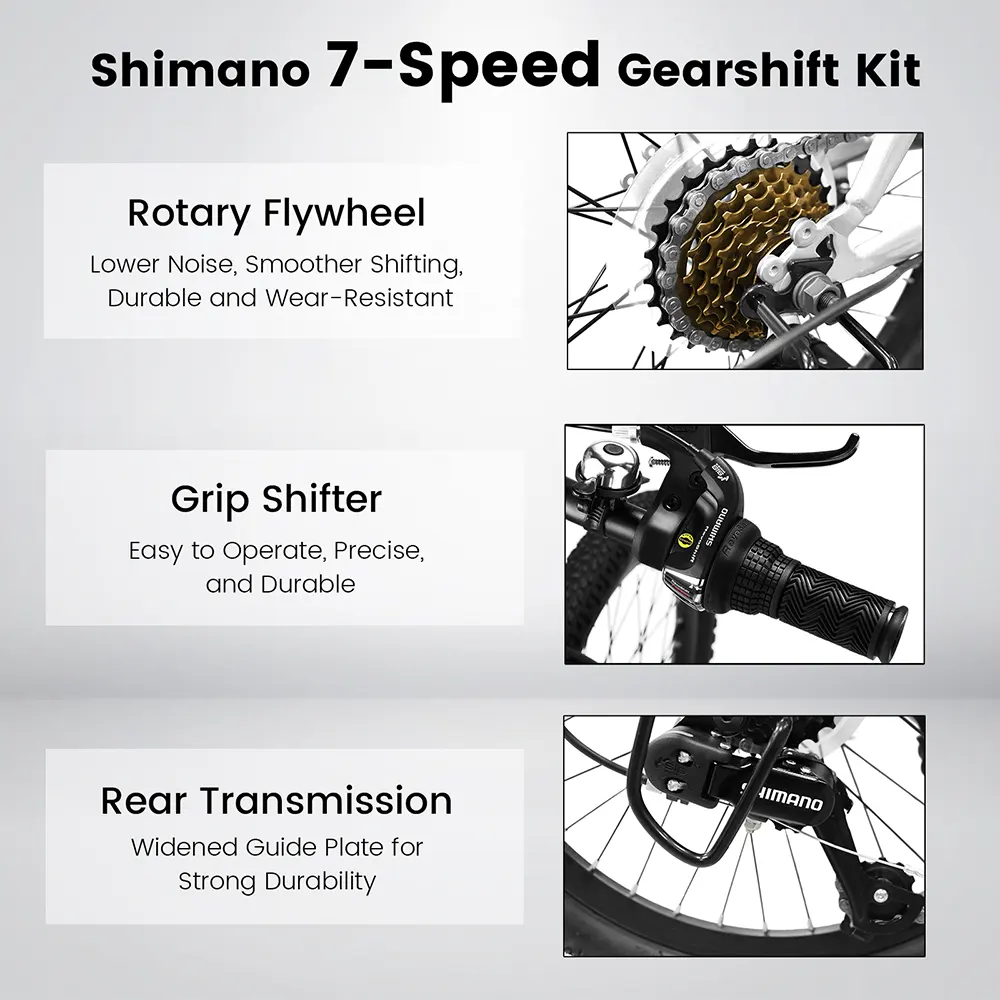 Shimano 7-Speed Gearshift Kit
Rotary Flywheel
Lower Noise, Smoother Shifting,
Durable and Wear-Resistant
Grip Shifter
Easy to Operate, Precise,
and Durable
SHIMANO
Revo
Rear Transmission
Widened Guide Plate for
Strong Durability
SHIMANO